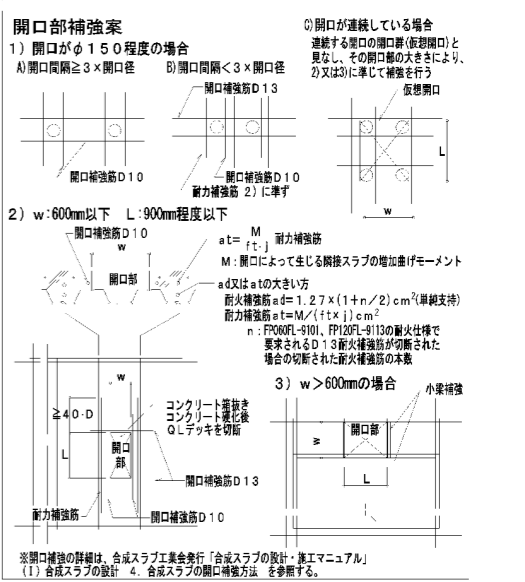 開口部補強案
1）開口がφ150程度の場合
A)開口間隔≧3×開口径
B)開口間隔<3×開口径
開口補強筋D13
開口補強筋D10
開口補強筋D10
耐力補強筋 2）に準ず
C)開口が連続している場合
連続する開口の開口群(仮想開口)と
見なし、その開口部の大きさにより、
2)又は3)に準じて補強を行う
仮想開口
L
w
2）w:600mm以下 L:900mm程度以下
開口補強筋D10
w
開口部
at= M/ft・j 耐力補強筋
M：開口によって生じる隣接スラブの増加曲げモーメント
ad又はatの大きい方
耐火補強筋ad=1.27×(1+n/2)cm²(単純支持)
耐力補強筋at=M/(ft×j)cm²
n：FP060FL-9101、FP120FL-9113の耐火仕様で
要求されるD13耐火補強筋が切断された
場合の切断された耐火補強筋の本数
w
≧40・D
L
開口
部
コンクリート箱抜き
コンクリート硬化後
QLデッキを切断
開口補強筋D13
耐力補強筋
開口補強筋D10
3）w>600mmの場合
小梁補強
開口部
w
L
※開口補強の詳細は、合成スラブ工業会発行「合成スラブの設計・施工マニュアル」
(I) 合成スラブの設計 4. 合成スラブの開口補強方法 を参照する。